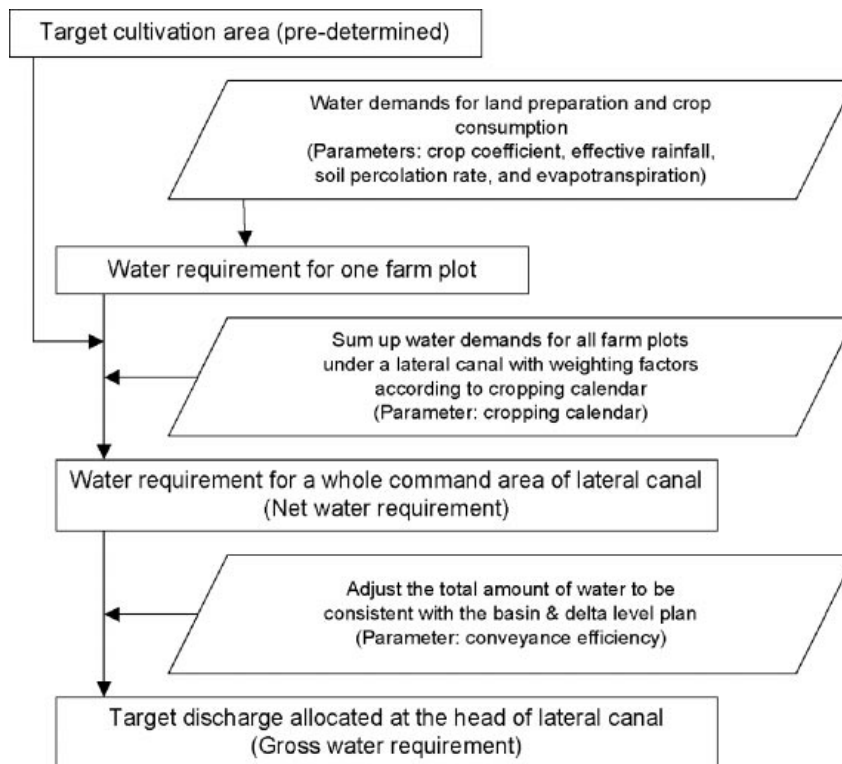 Target cultivation area (pre-determined)
Water demands for land preparation and crop
consumption
(Parameters: crop coefficient, effective rainfall,
soil percolation rate, and evapotranspiration)
Water requirement for one farm plot
Sum up water demands for all farm plots
under a lateral canal with weighting factors
according to cropping calendar
(Parameter: cropping calendar)
Water requirement for a whole command area of lateral canal
(Net water requirement)
Adjust the total amount of water to be
consistent with the basin & delta level plan
(Parameter: conveyance efficiency)
Target discharge allocated at the head of lateral canal
(Gross water requirement)